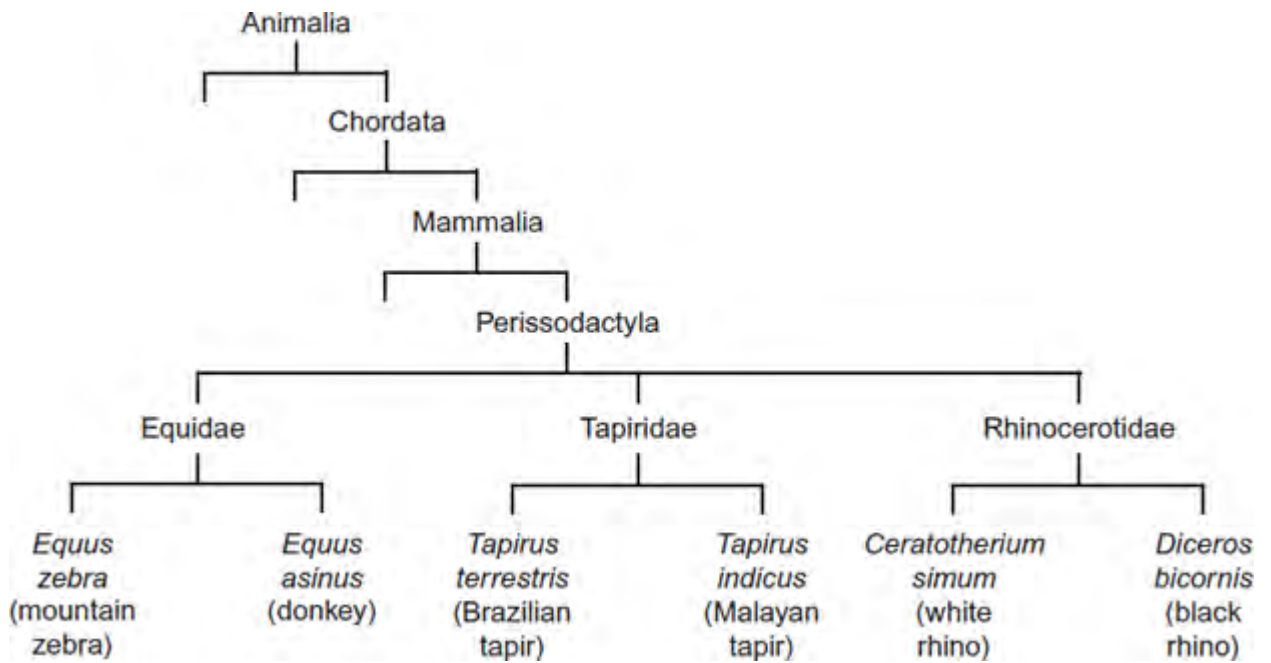 Animalia
Chordata
Mammalia
Perissodactyla
Equidae
Tapiridae
Rhinocerotidae
Equus
zebra
(mountain
zebra)
Equus
asinus
(donkey)
Tapirus
terrestris
(Brazilian
tapir)
Tapirus
indicus
(Malayan
tapir)
Ceratotherium
simum
(white
rhino)
Diceros
bicornis
(black
rhino)